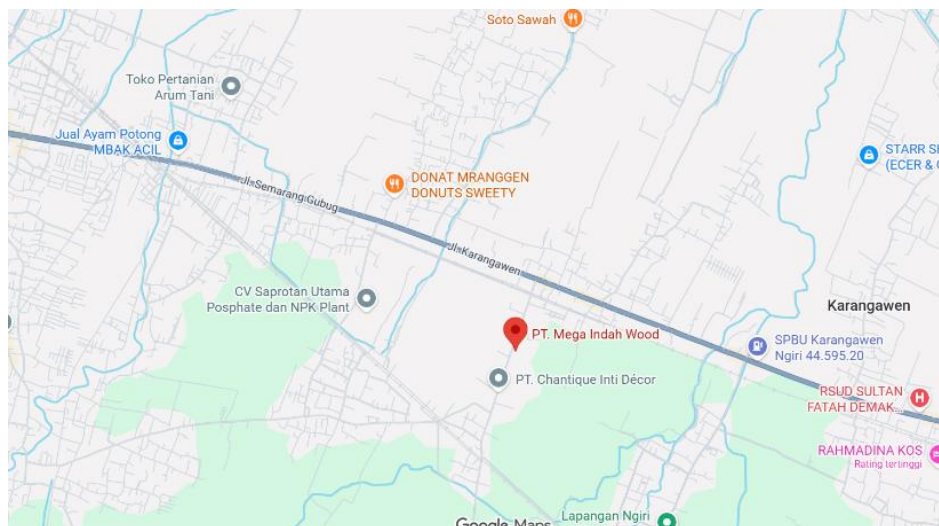 Soto Sawah
Toko Pertanian
Arum Tani
Jual Ayam Potong
MBAK ACIL
STARR
(ECER &
DONAT MRANGGEN
DONUTS SWEETY
Jl. Semarang Gubug
Jl. Karangawen
CV Saprotan Utama
Posphate dan NPK Plant
Karangawen
PT. Mega Indah Wood
SPBU Karangawen
Ngiri 44.595.20
PT. Chantique Inti Décor
RSUD SULTAN
FATAH DEMAK...
H
RAHMADINA KOS
Rating tertinggi
Lapangan Ngiri
Google Maps